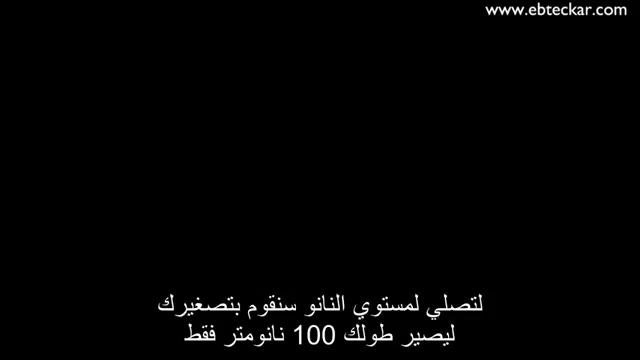 www.ebteckar.com
لتصلي لمستوي النانو سنقوم بتصغيرك
ليصير طولك 100 نانومتر فقط